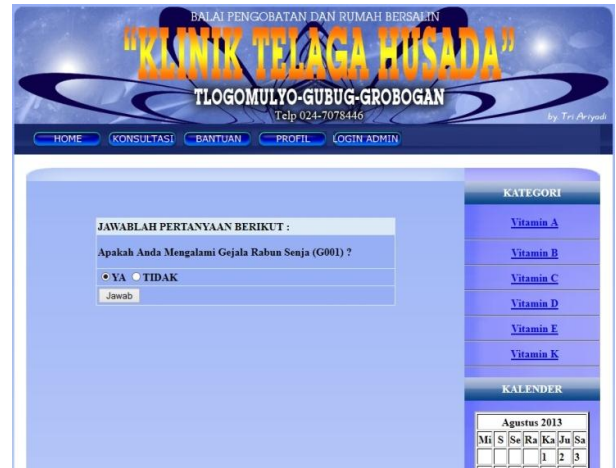 BALAI PENGOBATAN DAN RUMAH BERSALIN
"KLINIK TELAGA HUSADA"
TLOGOMULYO-GUBUG-GROBOGAN
Telp 024-7078446
by. Tri Ariyadi
HOME KONSULTASI BANTUAN PROFIL LOGIN ADMIN
JAWABLAH PERTANYAAN BERIKUT :
Apakah Anda Mengalami Gejala Rabun Senja (G001) ?
YA TIDAK
Jawab
KATEGORI
Vitamin A
Vitamin B
Vitamin C
Vitamin D
Vitamin E
Vitamin K
KALENDER
Agustus 2013
Mi S Se Ra Ka Ju Sa
1 2 3